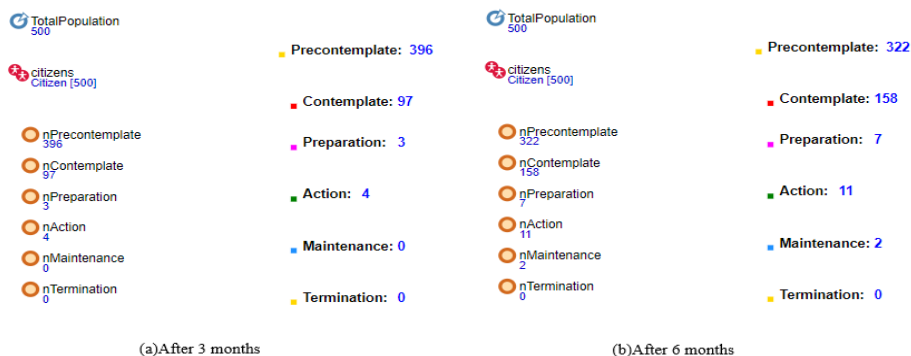 TotalPopulation
500
citizens
Citizen [500]
nPrecontemplate
396
nContemplate
97
nPreparation
3
nAction
4
nMaintenance
0
nTermination
0
Precontemplate: 396
Contemplate: 97
Preparation: 3
Action: 4
Maintenance: 0
Termination: 0
(a)After 3 months
TotalPopulation
500
citizens
Citizen [500]
nPrecontemplate
322
nContemplate
158
nPreparation
7
nAction
11
nMaintenance
2
nTermination
0
Precontemplate: 322
Contemplate: 158
Preparation: 7
Action: 11
Maintenance: 2
Termination: 0
(b)After 6 months